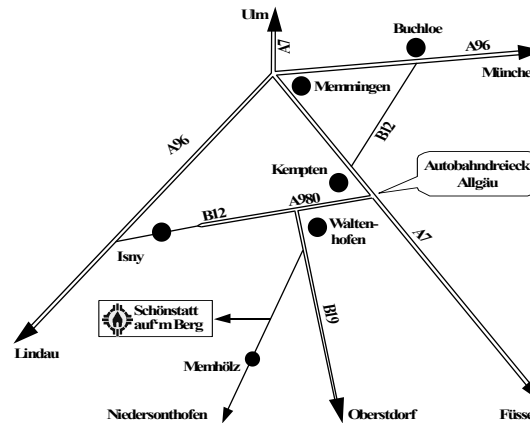 Ulm
Buchloe
A7
A96
Münche
Memmingen
B12
A96
Kempten
Autobahndreieck
Allgäu
A980
B12
Walten-
hofen
A7
Isny
Schönstatt
auf'm Berg
B19
Lindau
Memhölz
Niedersonthofen
Oberstdorf
Füsse